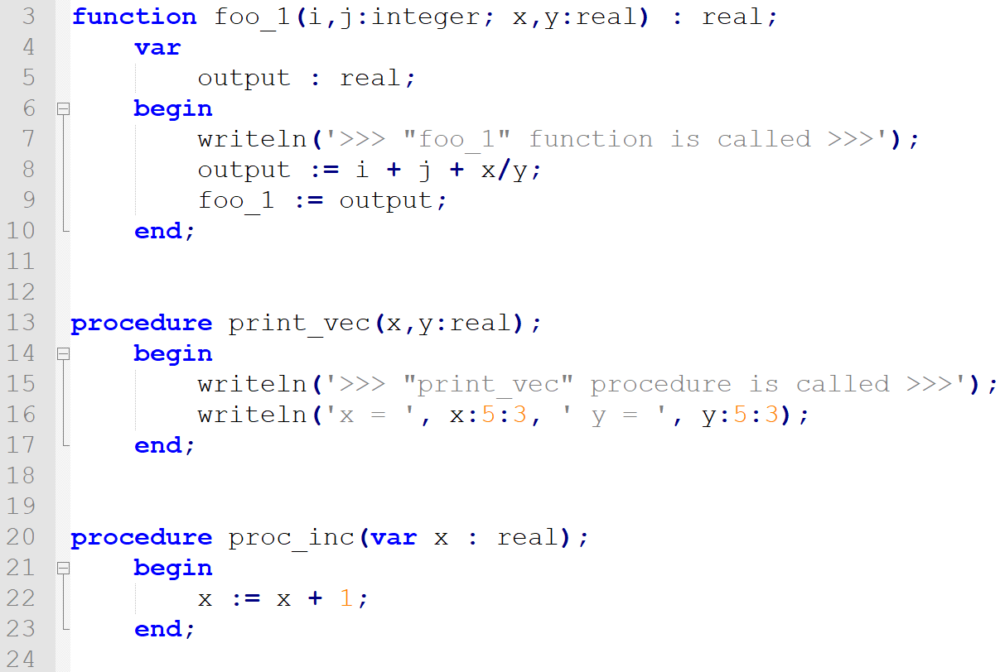 3 function foo_1(i,j:integer; x,y:real) : real;
4 var
5 output : real;
6 begin
7 writeln('>>> "foo_1" function is called >>>');
8 output := i + j + x/y;
9 foo_1 := output;
10 end;
11
12
13 procedure print_vec(x,y:real);
14 begin
15 writeln('>>> "print_vec" procedure is called >>>');
16 writeln('x = ', x:5:3, ' y = ', y:5:3);
17 end;
18
19
20 procedure proc_inc(var x : real);
21 begin
22 x := x + 1;
23 end;
24